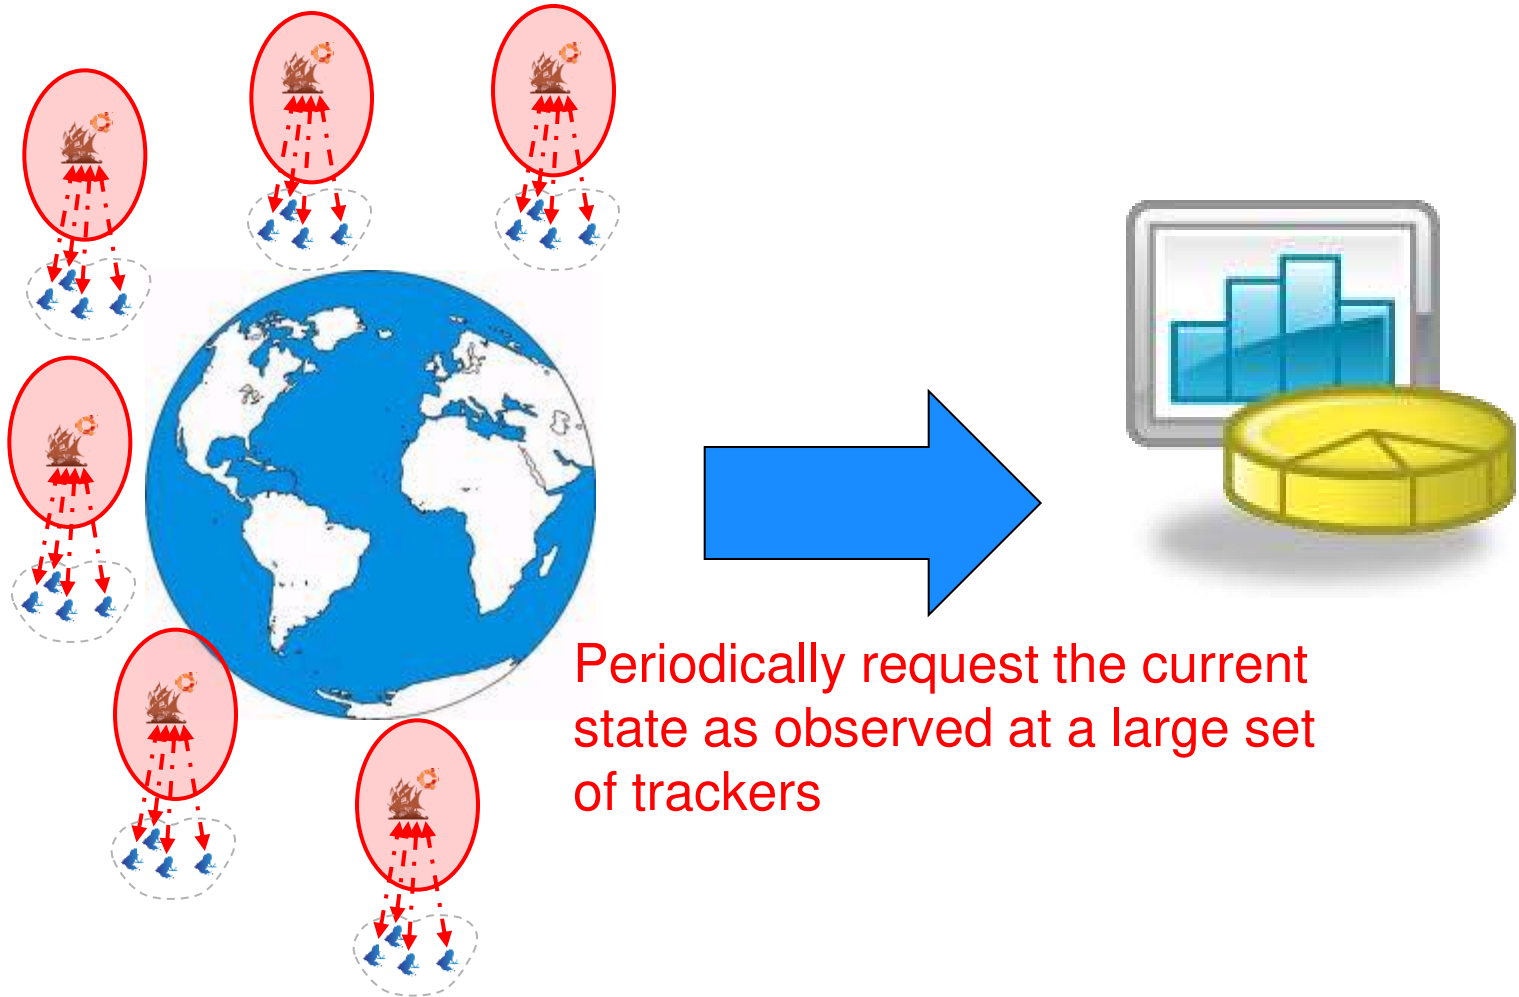 Periodically request the current
state as observed at a large set
of trackers